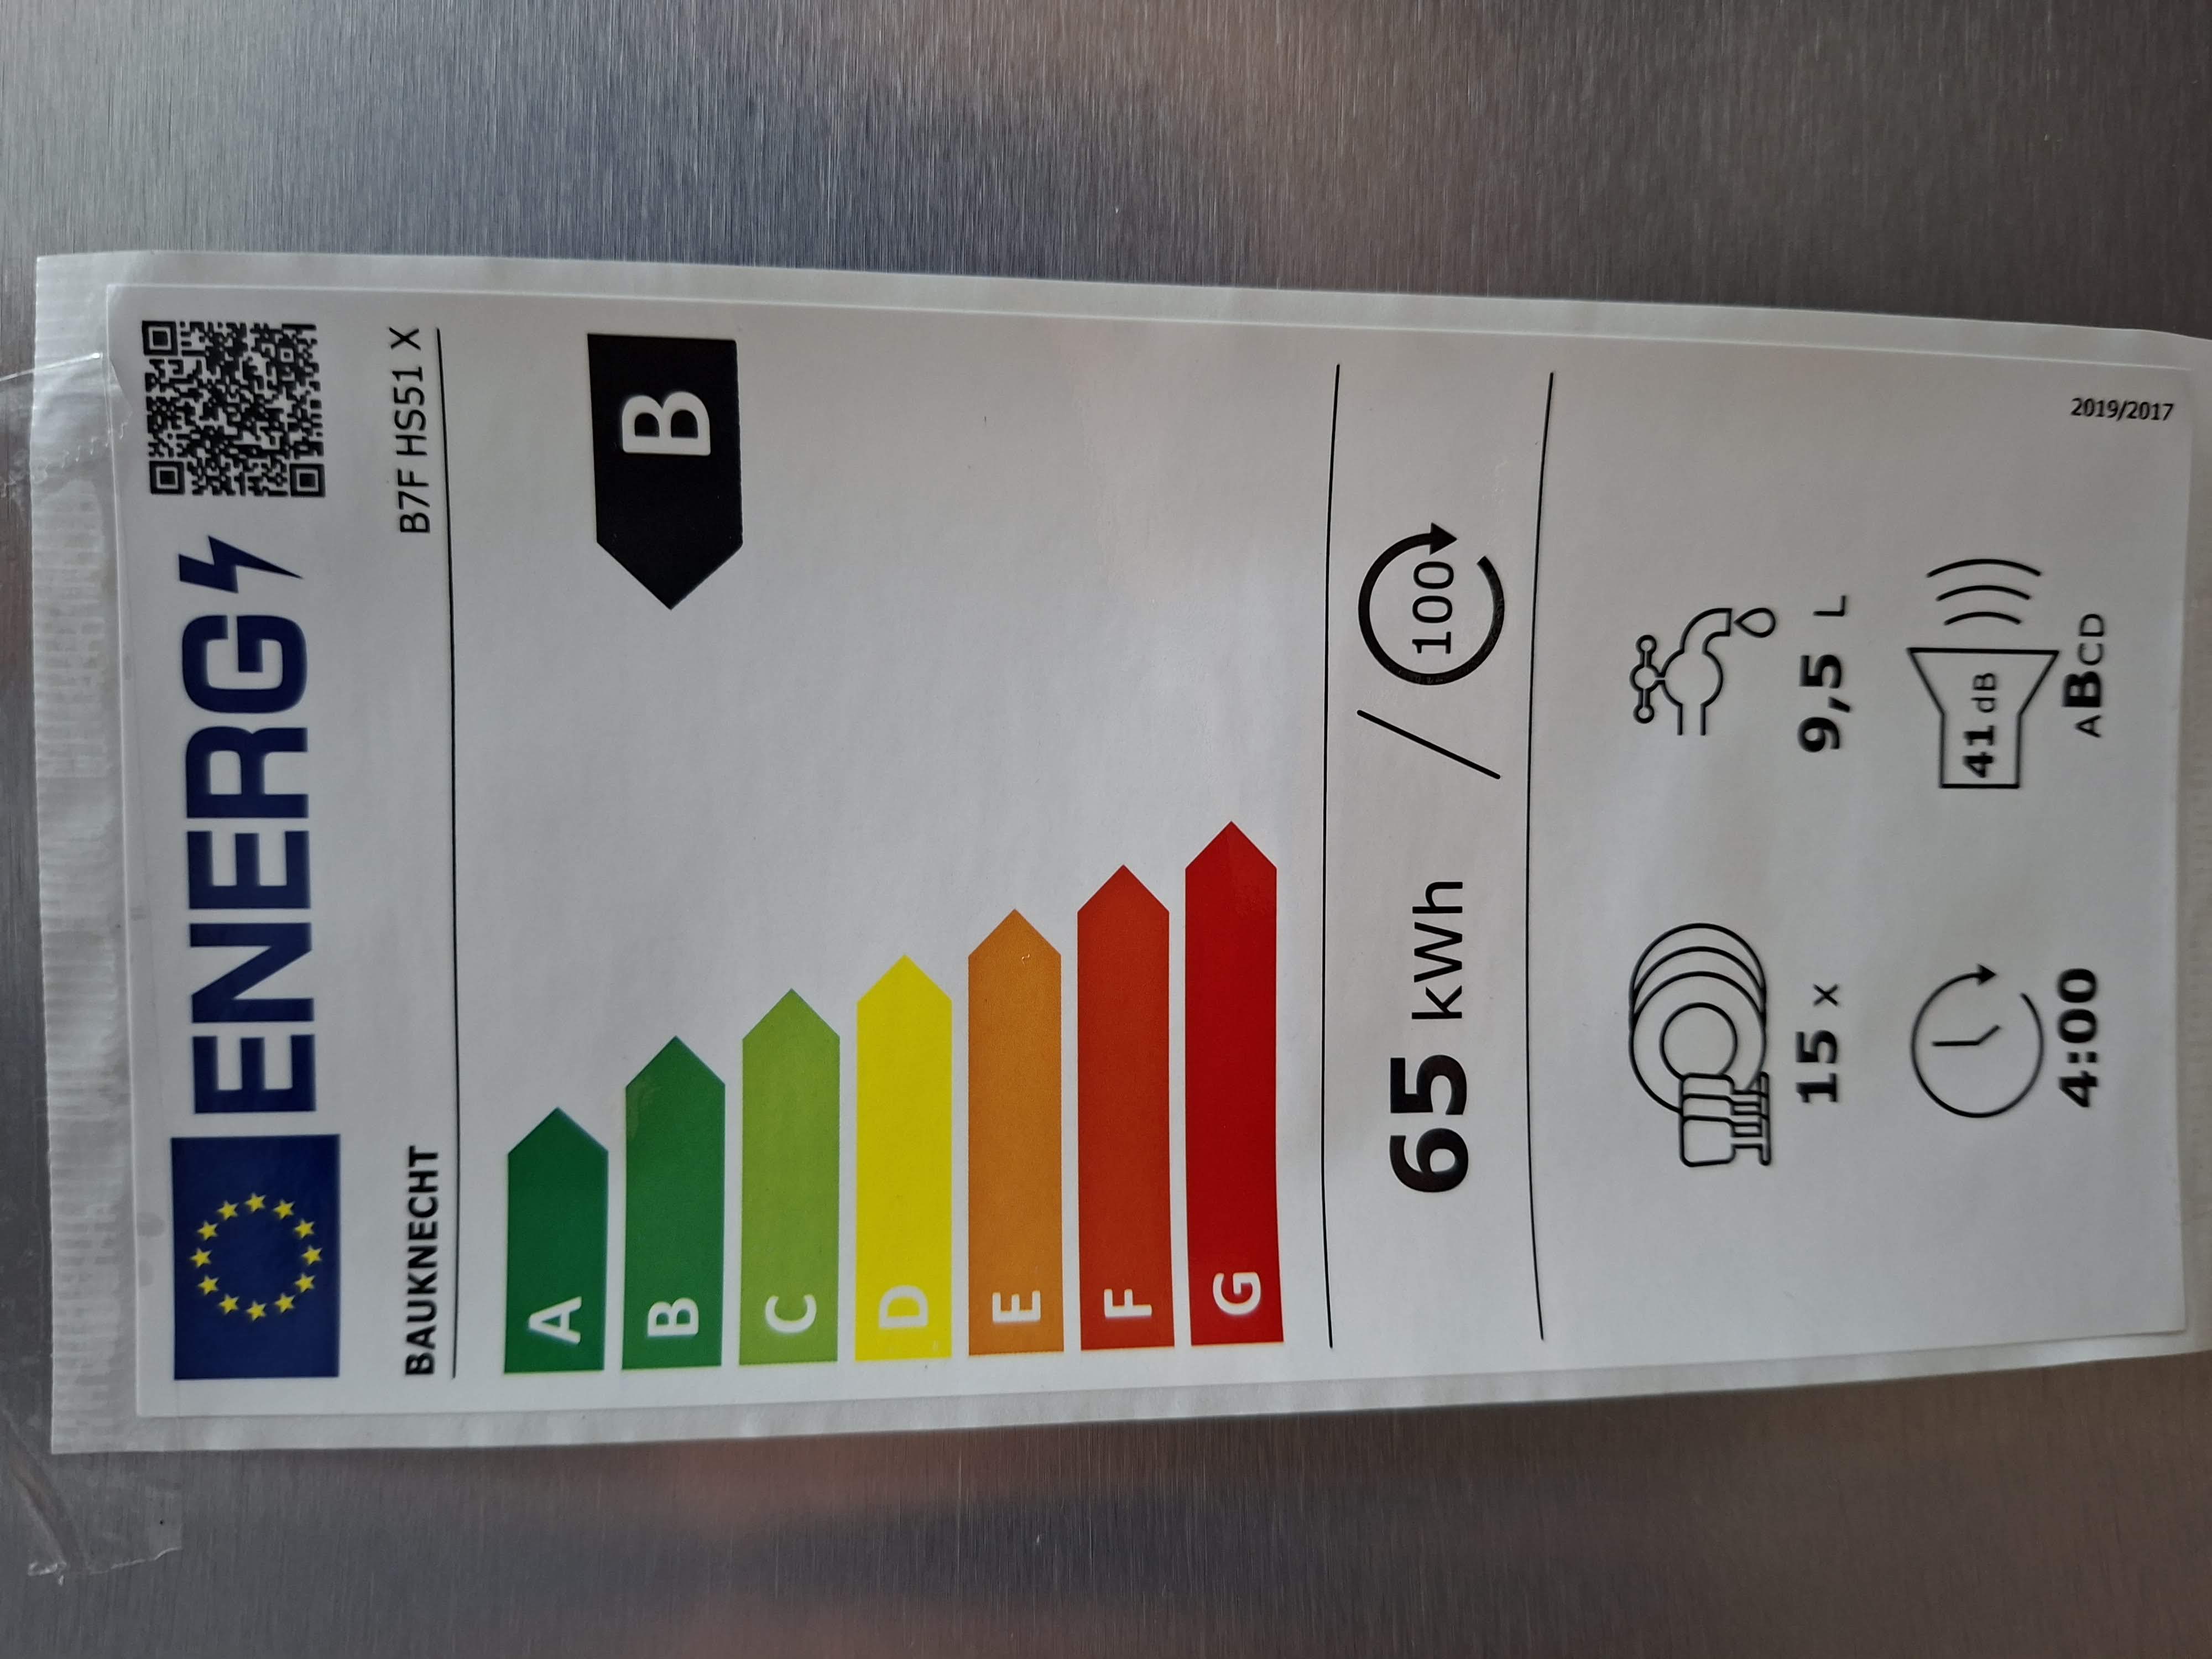 ENERG
BAUKNECHT B7F HS51 X
A
B B
C
D
E
F
G
65 kWh / 100
15 x 9,5 L
41 dB
4:00 ABCD
2019/2017